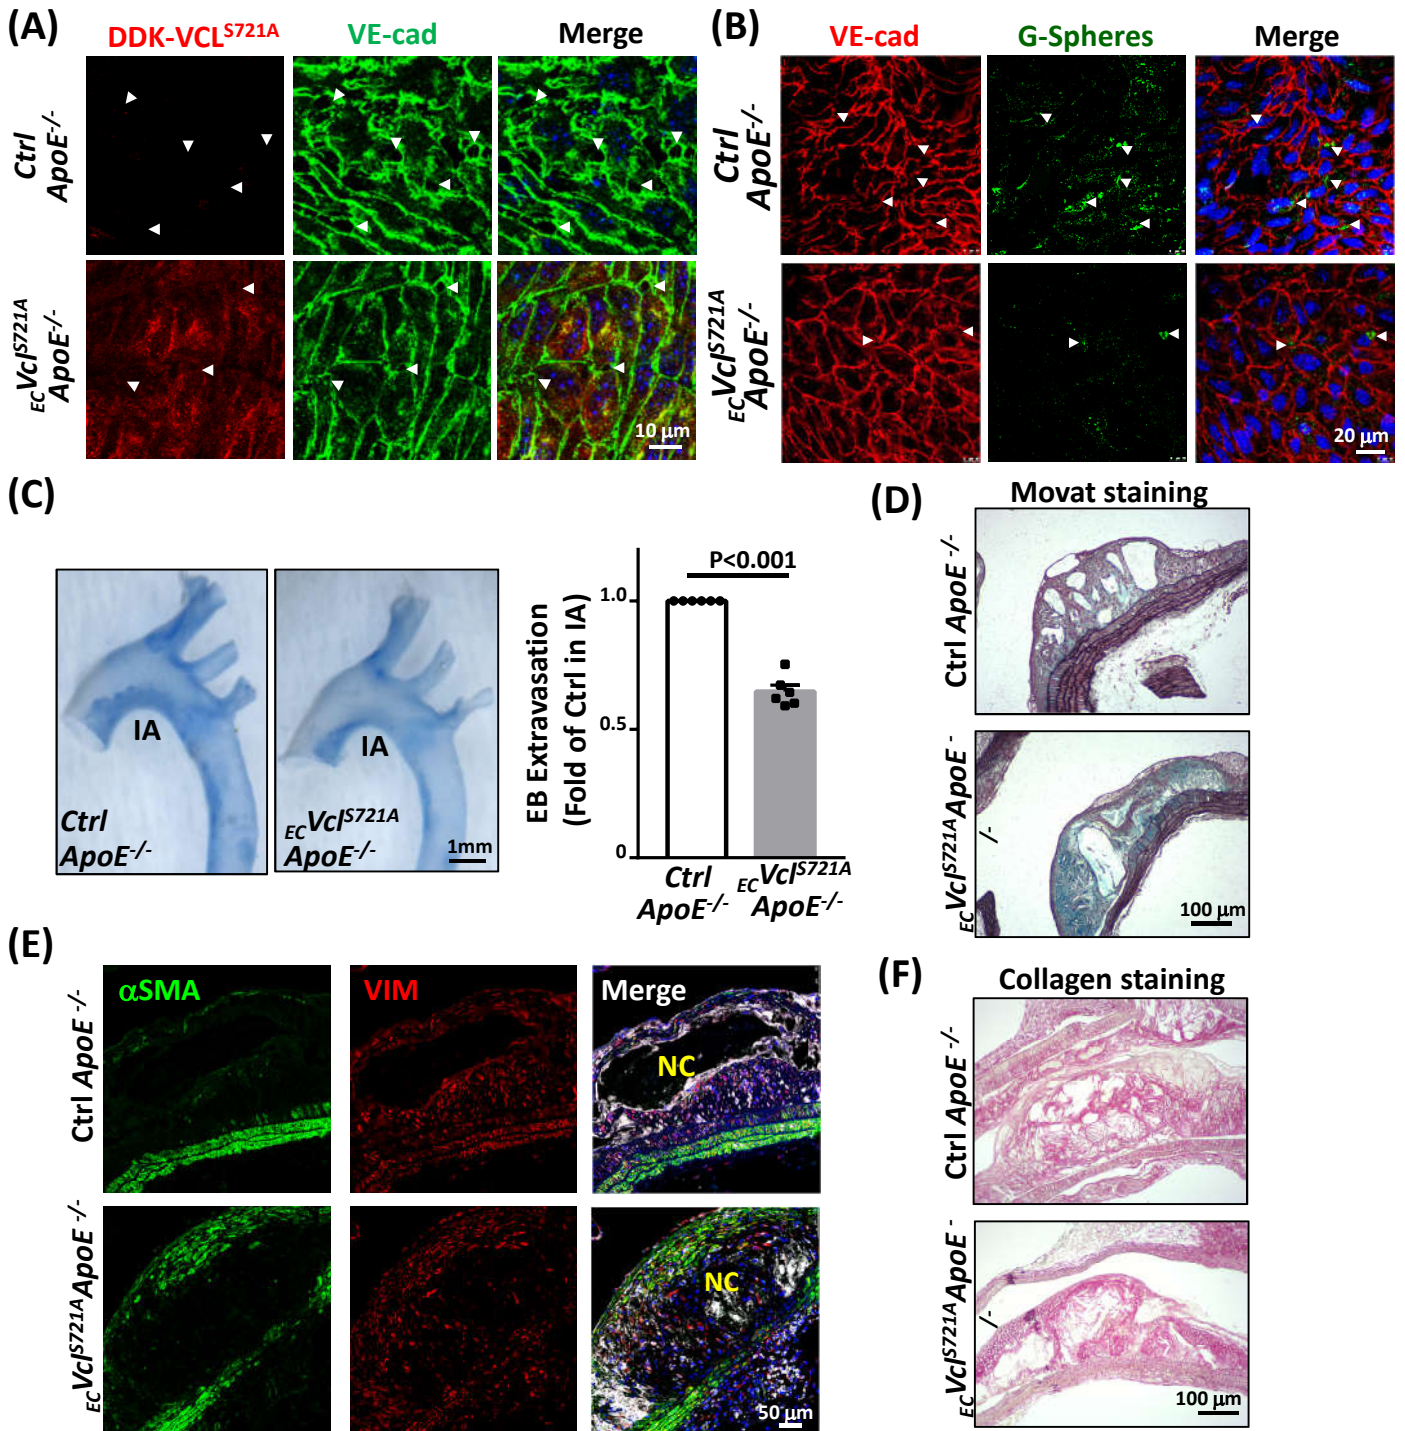 (A)
DDK-VCL^S721A VE-cad Merge
Ctrl
ApoE-/-
ECVclS721A
ApoE-/-
10 μm
(B)
VE-cad G-Spheres Merge
Ctrl
ApoE-/-
ECVclS721A
ApoE-/-
20 μm
(C)
IA
Ctrl
ApoE-/-
IA
ECVclS721A
ApoE-/-
1mm
EB Extravasation
(Fold of Ctrl in IA)
P<0.001
1.0
0.5
0
Ctrl
ApoE-/-
ECVclS721A
ApoE-/-
(D)
Movat staining
Ctrl ApoE -/-
ECVclS721A ApoE -
/-
100 μm
(E)
αSMA VIM Merge
Ctrl ApoE -/-
NC
ECVclS721A ApoE -/-
NC
50 μm
(F)
Collagen staining
Ctrl ApoE -/-
ECVclS721A ApoE -
/-
100 μm